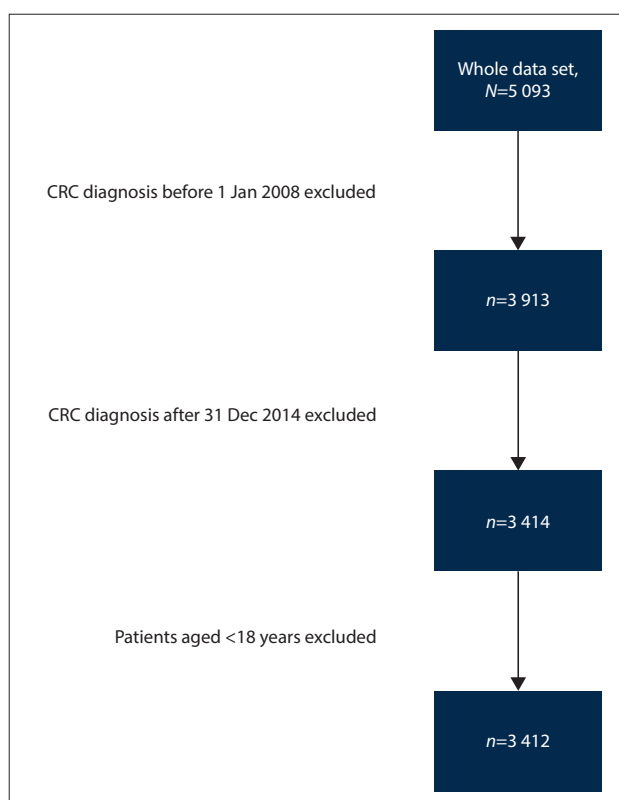 Whole data set,
N=5 093
CRC diagnosis before 1 Jan 2008 excluded
n=3 913
CRC diagnosis after 31 Dec 2014 excluded
n=3 414
Patients aged <18 years excluded
n=3 412